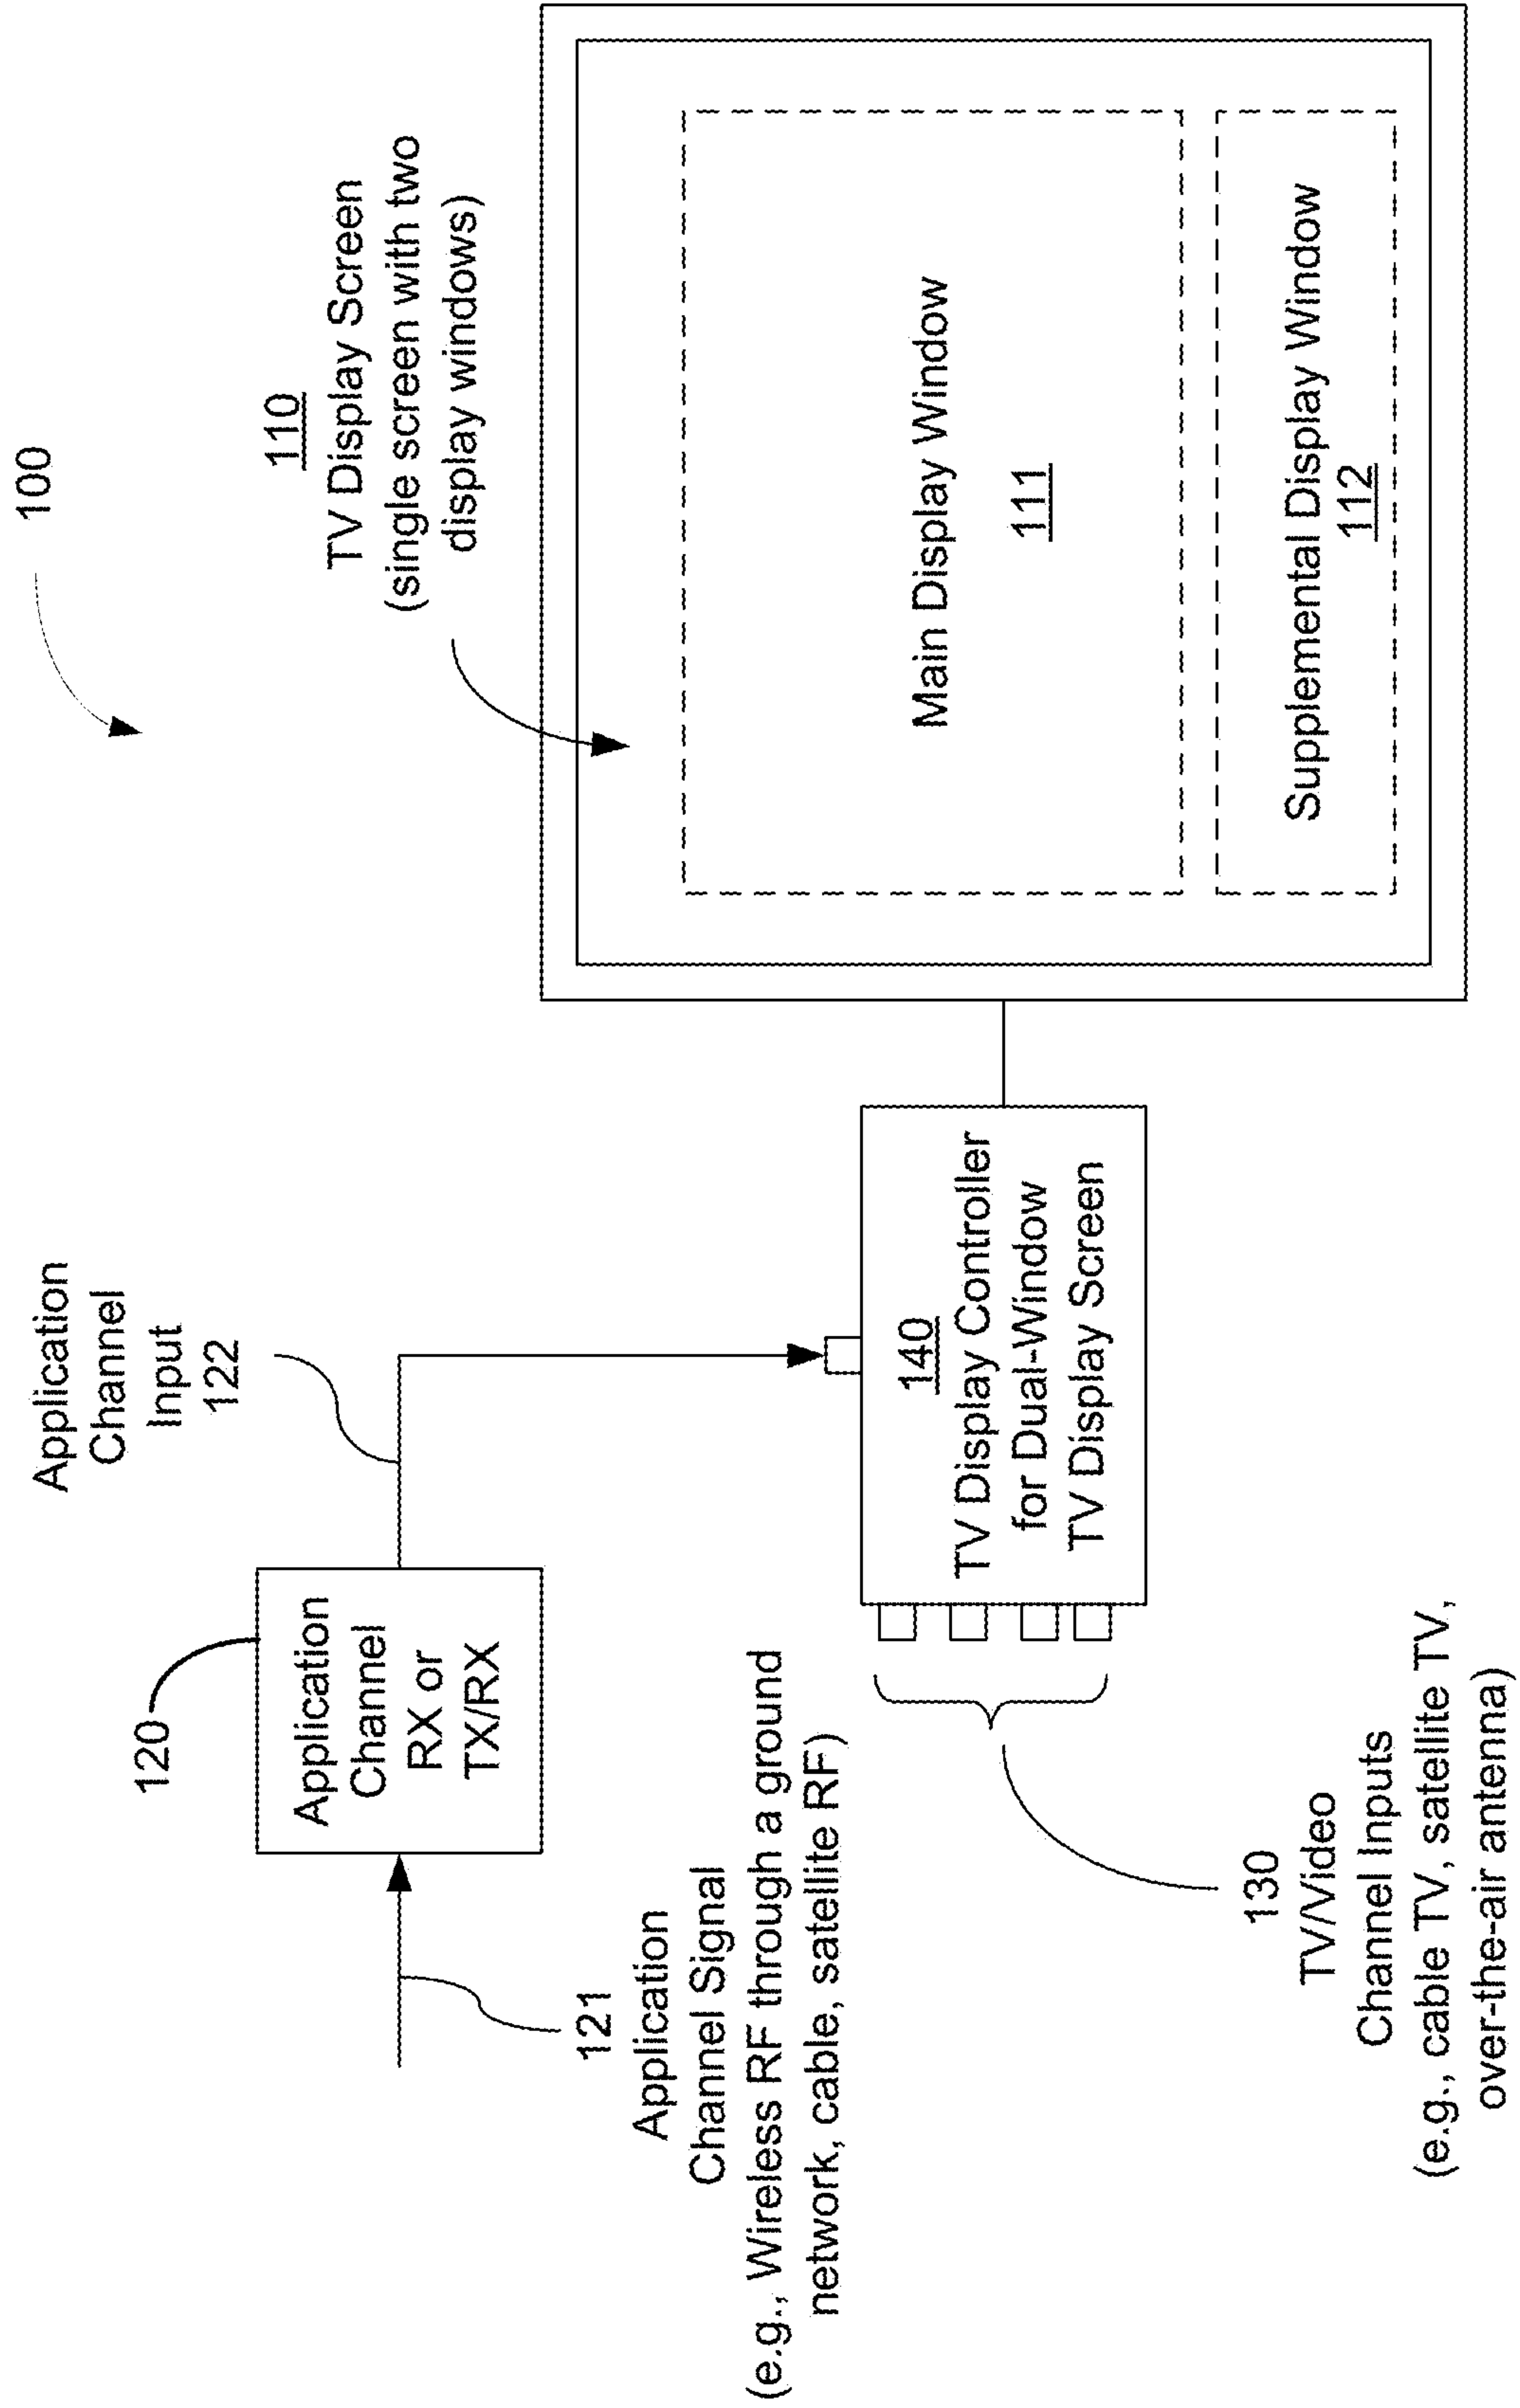 100
110
TV Display Screen
(single screen with two
display windows)
Application
Channel
Input
122
120
Application
Channel
RX or
TX/RX
121
Application
Channel Signal
(e.g., Wireless RF through a ground
network, cable, satellite RF)
140
TV Display Controller
for Dual-Window
TV Display Screen
Main Display Window
111
Supplemental Display Window
112
130
TV/Video
Channel Inputs
(e.g., cable TV, satellite TV,
over-the-air antenna)